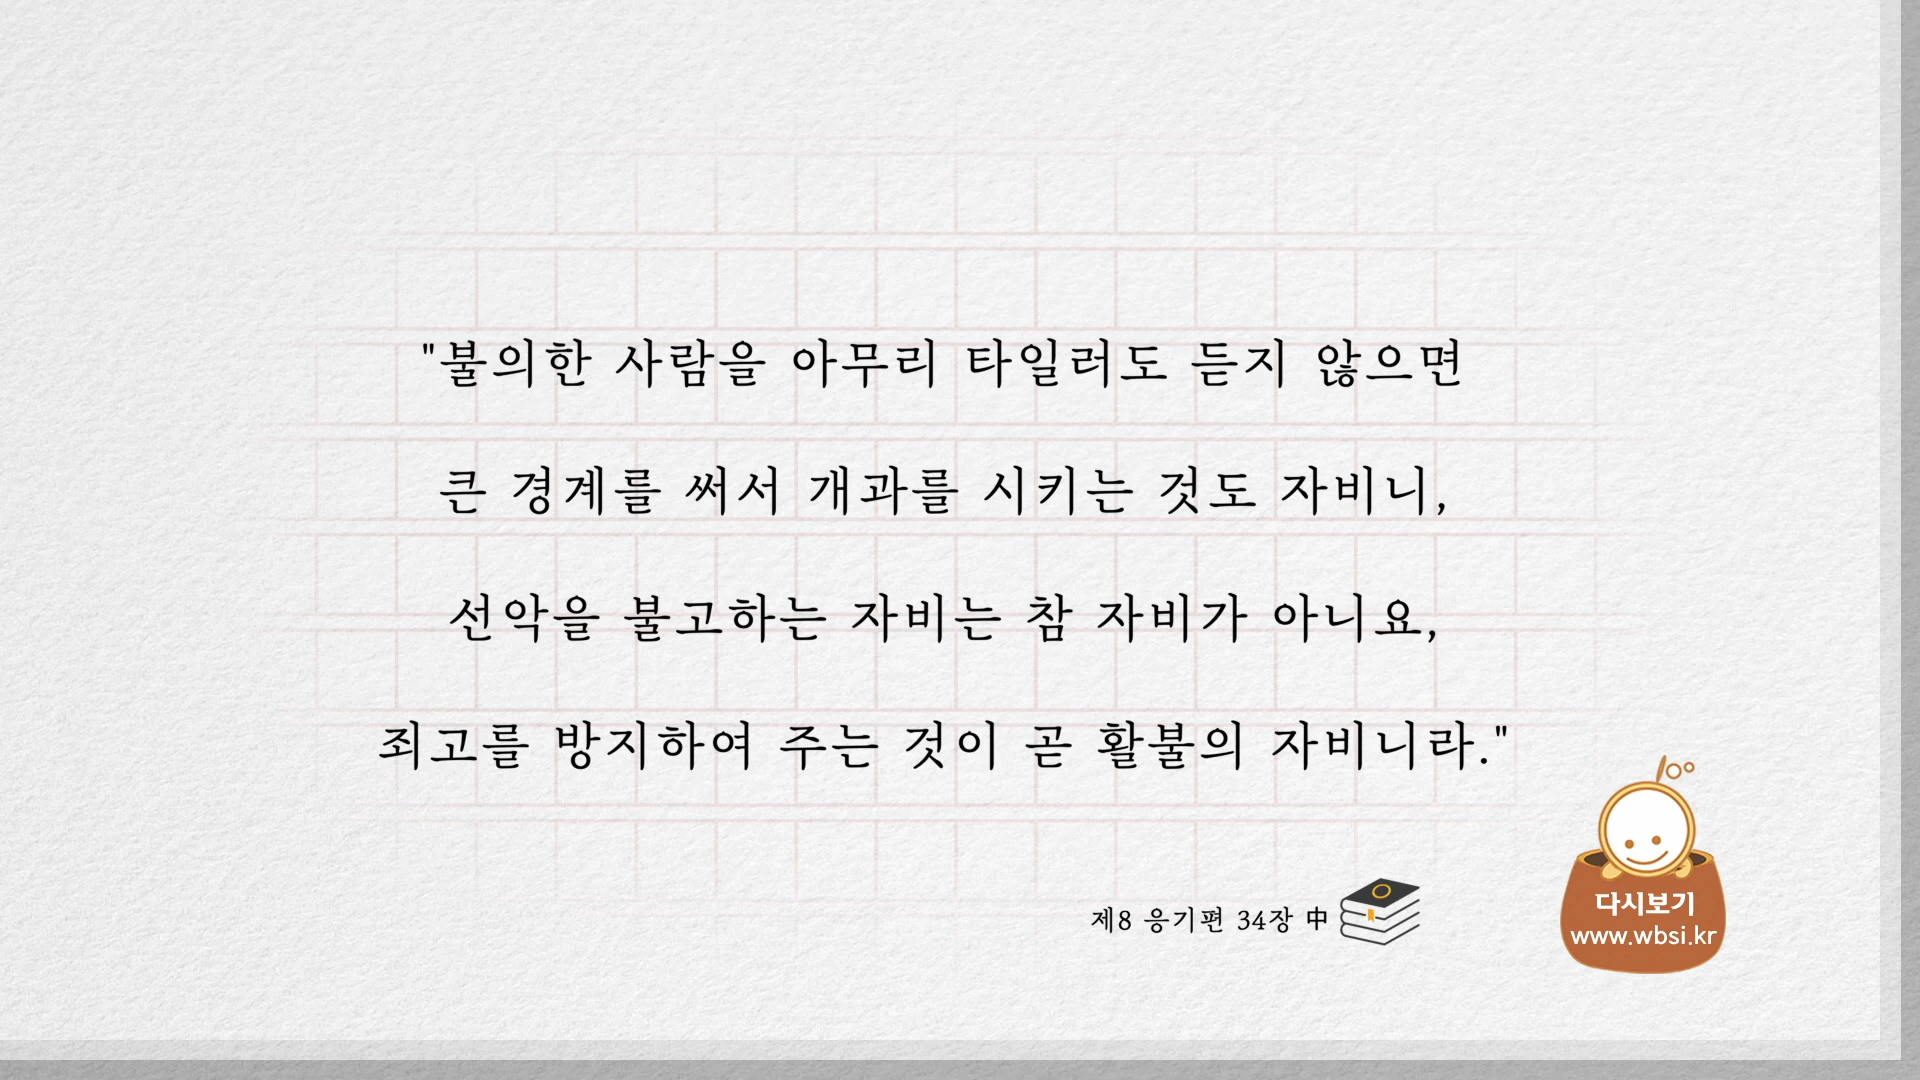 "불의한 사람을 아무리 타일러도 듣지 않으면
큰 경계를 써서 개과를 시키는 것도 자비니,
선악을 불고하는 자비는 참 자비가 아니요,
죄고를 방지하여 주는 것이 곧 활불의 자비니라."
제8 응기편 34장 中
다시보기
www.wbsi.kr